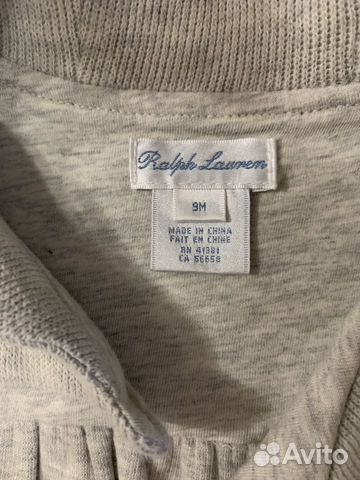 Ralph Lauren
9M
MADE IN CHINA
FAIT EN CHINE
RN 41381
CA 56658
Avito